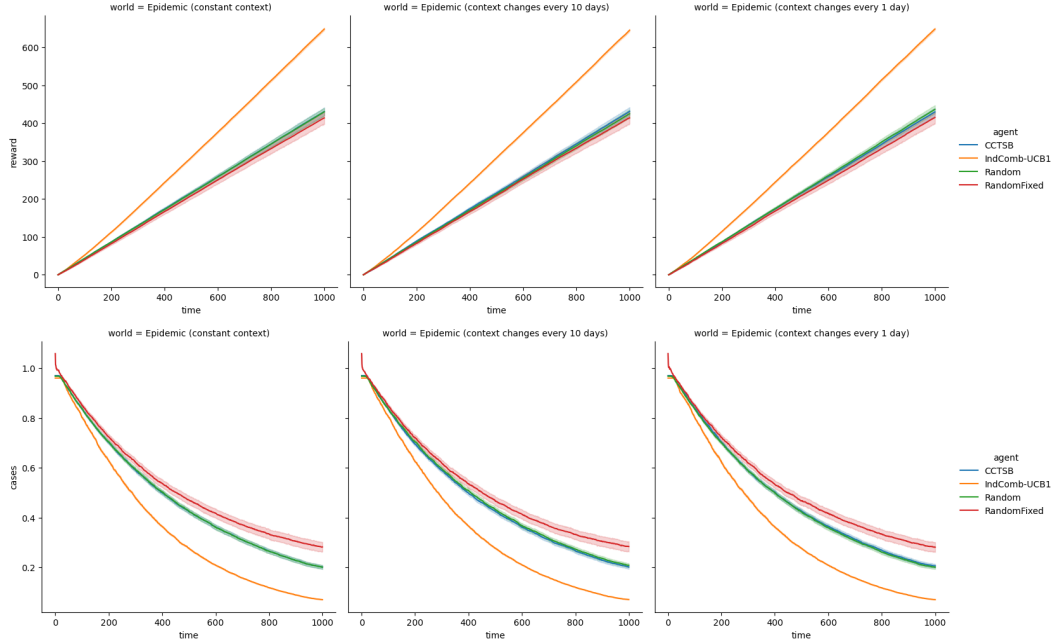 world = Epidemic (constant context)
world = Epidemic (context changes every 10 days)
world = Epidemic (context changes every 1 day)
reward
600
500
400
300
200
100
0
0 200 400 600 800 1000
0 200 400 600 800 1000
0 200 400 600 800 1000
time
time
time
agent
CCTSB
IndComb-UCB1
Random
RandomFixed
world = Epidemic (constant context)
world = Epidemic (context changes every 10 days)
world = Epidemic (context changes every 1 day)
cases
1.0
0.8
0.6
0.4
0.2
0 200 400 600 800 1000
0 200 400 600 800 1000
0 200 400 600 800 1000
time
time
time
agent
CCTSB
IndComb-UCB1
Random
RandomFixed